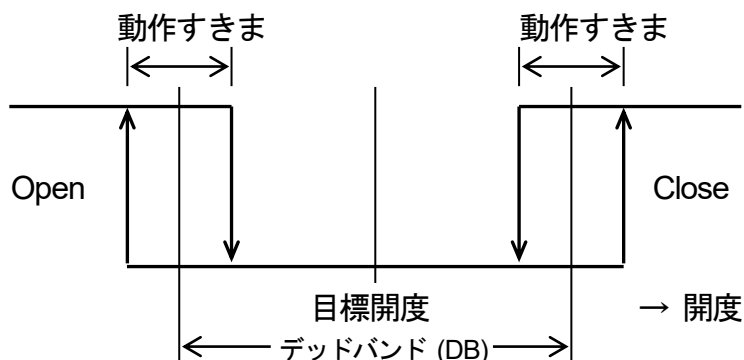 動作すきま
動作すきま
Open
Close
目標開度
→ 開度
デッドバンド (DB)